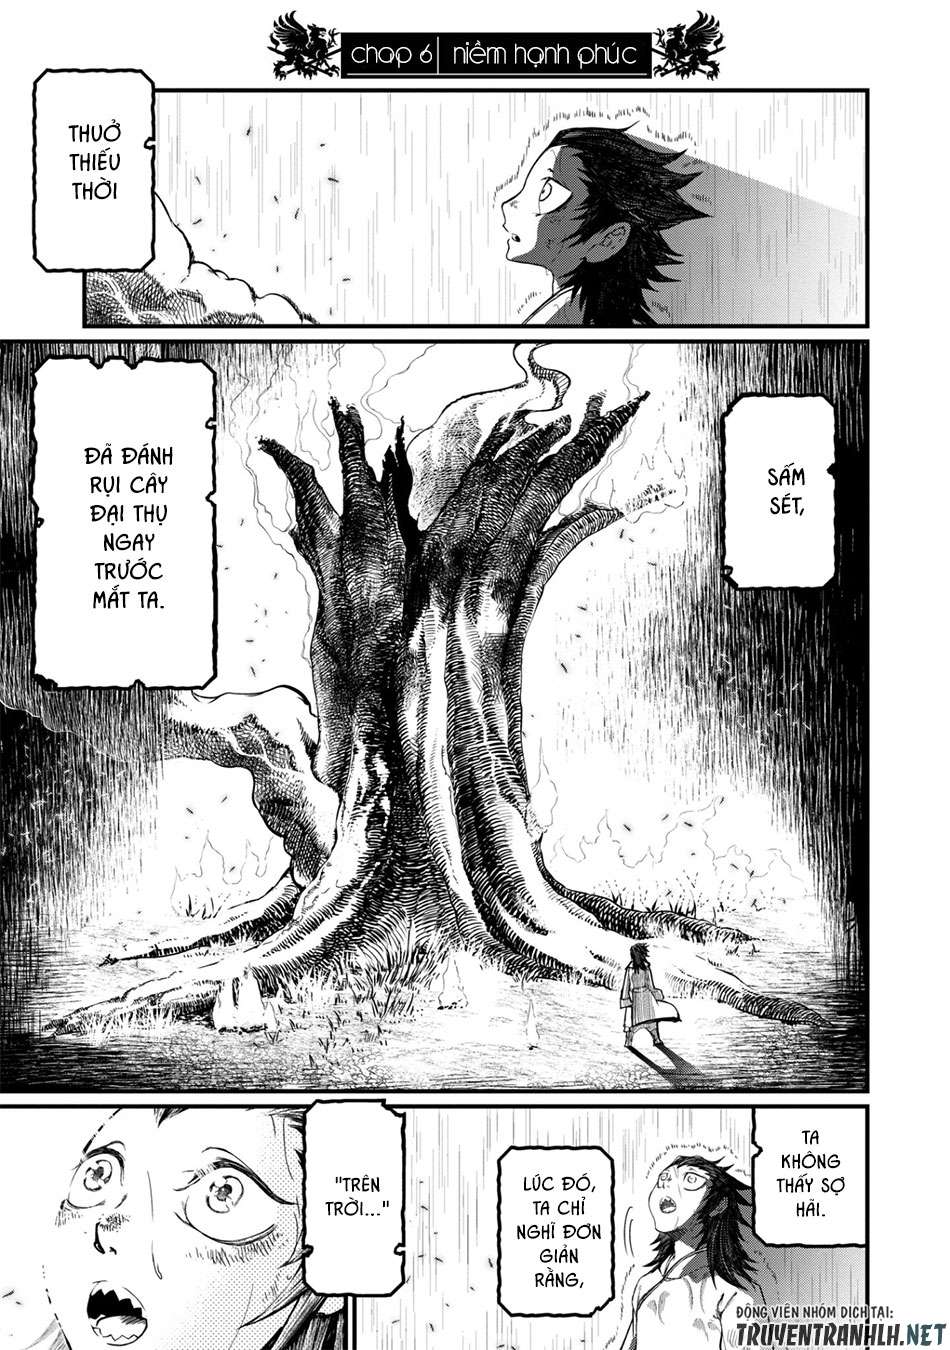 chap 6 | niềm hạnh phúc
THUỞ
THIẾU
THỜI
SẤM
SÉT,
ĐÃ ĐÁNH
RỤI CÂY
ĐẠI THỤ
NGAY
TRƯỚC
MẮT TA.
TA
KHÔNG
THẤY SỢ
HÃI.
LÚC ĐÓ,
TA CHỈ
NGHĨ ĐƠN
GIẢN
RẰNG,
"TRÊN
TRỜI..."
ĐỘNG VIÊN NHÓM DỊCH TẠI:
TRUYENTRANHLH.NET